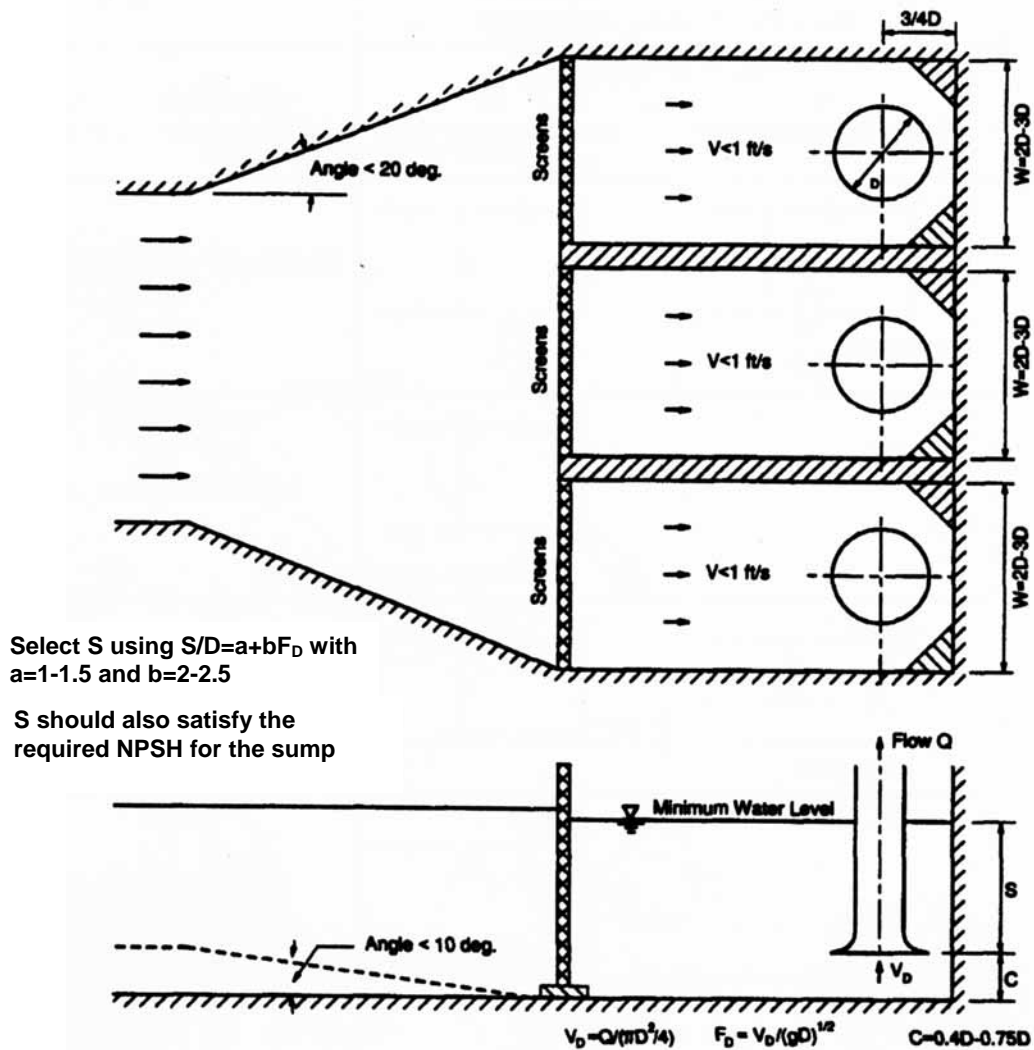 3/4D
Angle < 20 deg.
Screens
V<1 ft/s
D
W=2D-3D
Screens
V<1 ft/s
W=2D-3D
Screens
V<1 ft/s
W=2D-3D
Select S using S/D=a+bF_D with
a=1-1.5 and b=2-2.5
S should also satisfy the
required NPSH for the sump
Flow Q
Minimum Water Level
S
Angle < 10 deg.
V_D
C
V_D=Q/(πD²/4) F_D = V_D/(gD)^1/2 C=0.4D-0.75D